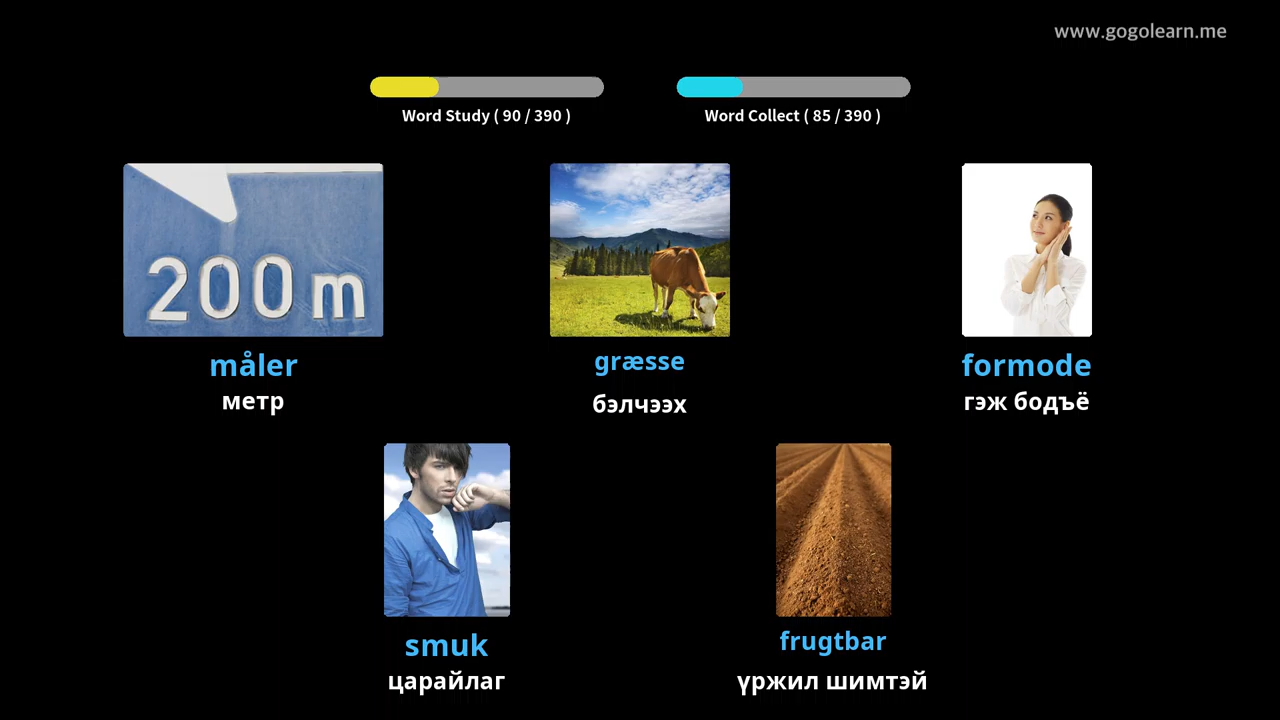 www.gogolearn.me
Word Study ( 90 / 390 )
Word Collect ( 85 / 390 )
200 m
måler
метр
græsse
бэлчээх
formode
гэж бодъё
smuk
царайлаг
frugtbar
үржил шимтэй